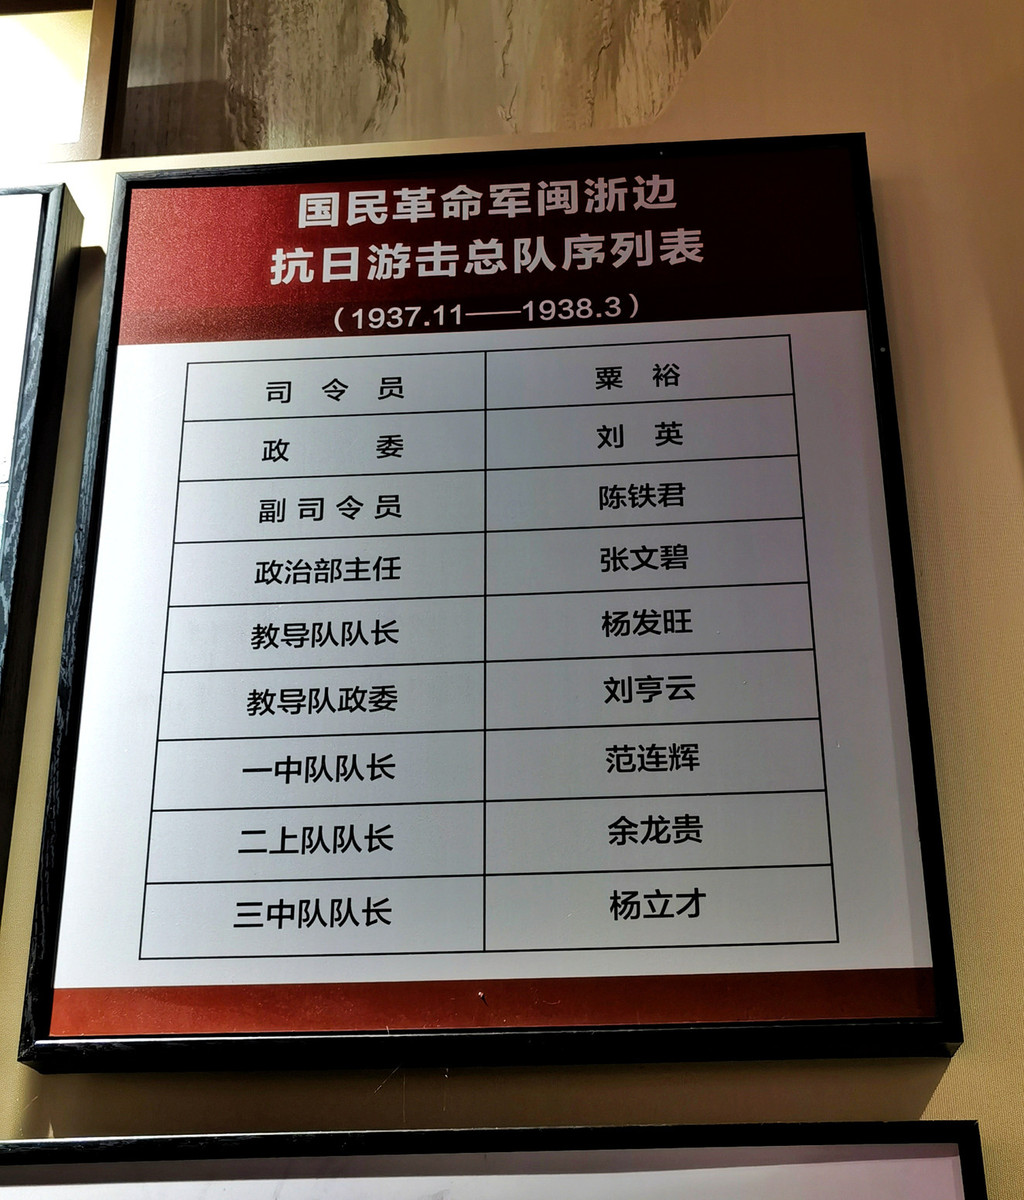 国民革命军闽浙边
抗日游击总队序列表
（1937.11——1938.3）
司令员 粟裕
政委 刘英
副司令员 陈铁君
政治部主任 张文碧
教导队队长 杨发旺
教导队政委 刘亨云
一中队队长 范连辉
二上队队长 余龙贵
三中队队长 杨立才